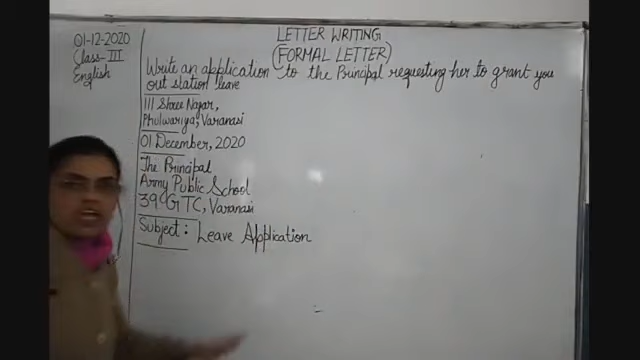 01-12-2020
Class- III
English
LETTER WRITING
(FORMAL LETTER)
Write an application to the Principal requesting her to grant you
out station leave
111 Shree Nagar,
Phulwariya, Varanasi
01 December, 2020
The Principal
Army Public School
39 GTC, Varanasi
Subject: Leave Application